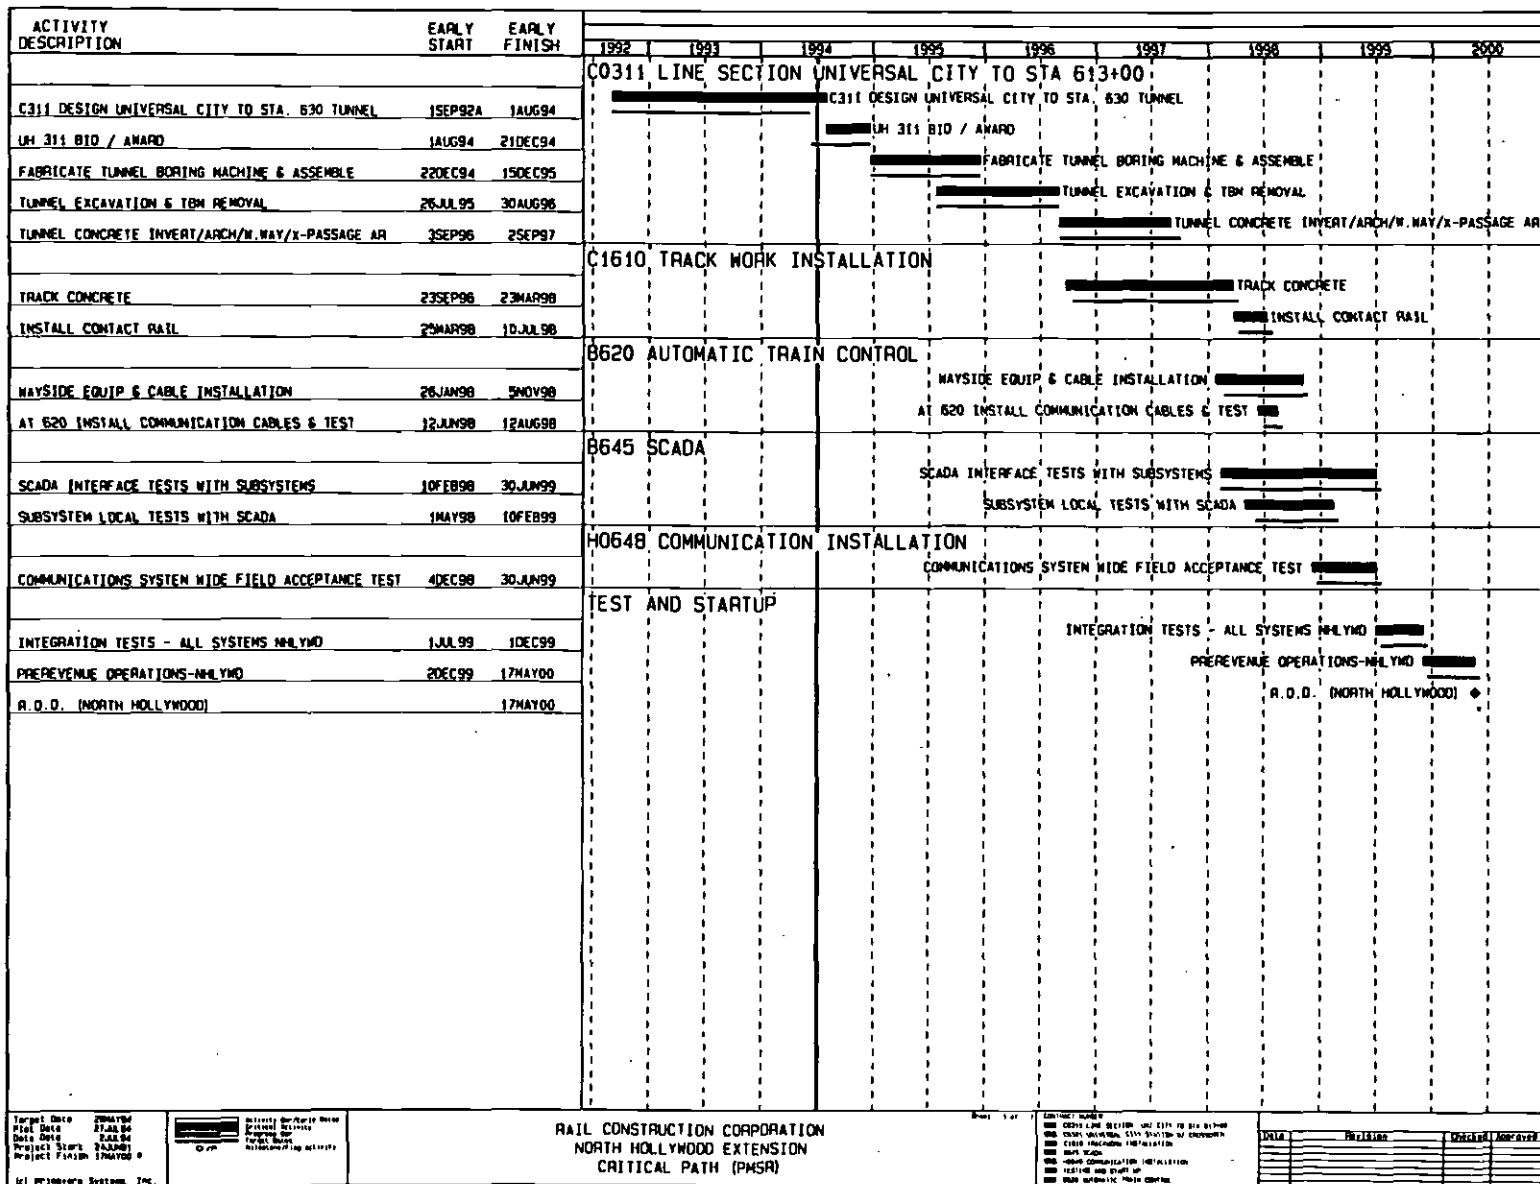 ACTIVITY DESCRIPTION EARLY START EARLY FINISH
1992 1993 1994 1995 1996 1997 1998 1999 2000
C0311 LINE SECTION UNIVERSAL CITY TO STA 613+00
C311 DESIGN UNIVERSAL CITY TO STA. 630 TUNNEL 1SEP92A 1AUG94
C311 DESIGN UNIVERSAL CITY TO STA. 630 TUNNEL
UH 311 BID / AWARD 1AUG94 21DEC94
UH 311 BID / AWARD
FABRICATE TUNNEL BORING MACHINE & ASSEMBLE 22DEC94 15DEC95
FABRICATE TUNNEL BORING MACHINE & ASSEMBLE
TUNNEL EXCAVATION & TBM REMOVAL 26JUL95 30AUG96
TUNNEL EXCAVATION & TBM REMOVAL
TUNNEL CONCRETE INVERT/ARCH/W.WAY/X-PASSAGE AR 3SEP96 2SEP97
TUNNEL CONCRETE INVERT/ARCH/W.WAY/X-PASSAGE AR
C1610 TRACK WORK INSTALLATION
TRACK CONCRETE 23SEP96 23MAR98
TRACK CONCRETE
INSTALL CONTACT RAIL 25MAR98 10JUL98
INSTALL CONTACT RAIL
B620 AUTOMATIC TRAIN CONTROL
WAYSIDE EQUIP & CABLE INSTALLATION 26JAN98 5NOV98
WAYSIDE EQUIP & CABLE INSTALLATION
AT 620 INSTALL COMMUNICATION CABLES & TEST 12JUN98 12AUG98
AT 620 INSTALL COMMUNICATION CABLES & TEST
B645 SCADA
SCADA INTERFACE TESTS WITH SUBSYSTEMS 10FEB98 30JUN99
SCADA INTERFACE TESTS WITH SUBSYSTEMS
SUBSYSTEM LOCAL TESTS WITH SCADA 1MAY98 10FEB99
SUBSYSTEM LOCAL TESTS WITH SCADA
H0648 COMMUNICATION INSTALLATION
COMMUNICATIONS SYSTEM WIDE FIELD ACCEPTANCE TEST 4DEC98 30JUN99
COMMUNICATIONS SYSTEM WIDE FIELD ACCEPTANCE TEST
TEST AND STARTUP
INTEGRATION TESTS - ALL SYSTEMS NHLYWD 1JUL99 1DEC99
INTEGRATION TESTS - ALL SYSTEMS NHLYWD
PREREVENUE OPERATIONS-NHLYWD 2DEC99 17MAY00
PREREVENUE OPERATIONS-NHLYWD
R.O.D. (NORTH HOLLYWOOD) 17MAY00
R.O.D. (NORTH HOLLYWOOD)
Target Date
Plot Date 27JUL94
Data Date
Project Start
Project Finish 17MAY00
(c) Primavera Systems, Inc.
RAIL CONSTRUCTION CORPORATION
NORTH HOLLYWOOD EXTENSION
CRITICAL PATH (PMSR)
CONTRACT NUMBER
Date Revision Checked Approved